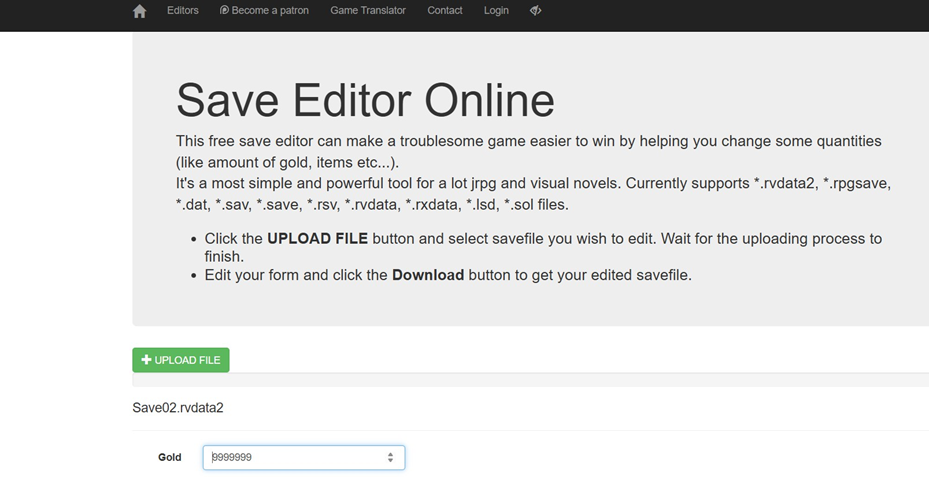 Editors Become a patron Game Translator Contact Login
Save Editor Online
This free save editor can make a troublesome game easier to win by helping you change some quantities
(like amount of gold, items etc...).
It's a most simple and powerful tool for a lot jrpg and visual novels. Currently supports *.rvdata2, *.rpgsave,
*.dat, *.sav, *.save, *.rsv, *.rvdata, *.rxdata, *.lsd, *.sol files.
Click the UPLOAD FILE button and select savefile you wish to edit. Wait for the uploading process to
finish.
Edit your form and click the Download button to get your edited savefile.
UPLOAD FILE
Save02.rvdata2
Gold 9999999